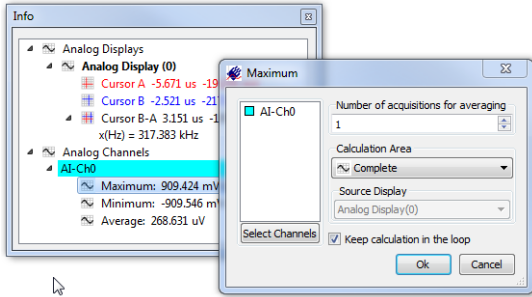 Info
Analog Displays
Analog Display (0)
Cursor A -5.671 us
Cursor B -2.521 us
Cursor B-A 3.151 us
x(Hz) = 317.383 kHz
Analog Channels
AI-Ch0
Maximum: 909.424 mV
Minimum: -909.546 mV
Average: 268.631 uV
Maximum
AI-Ch0
Select Channels
Number of acquisitions for averaging
1
Calculation Area
Complete
Source Display
Analog Display(0)
Keep calculation in the loop
Ok
Cancel